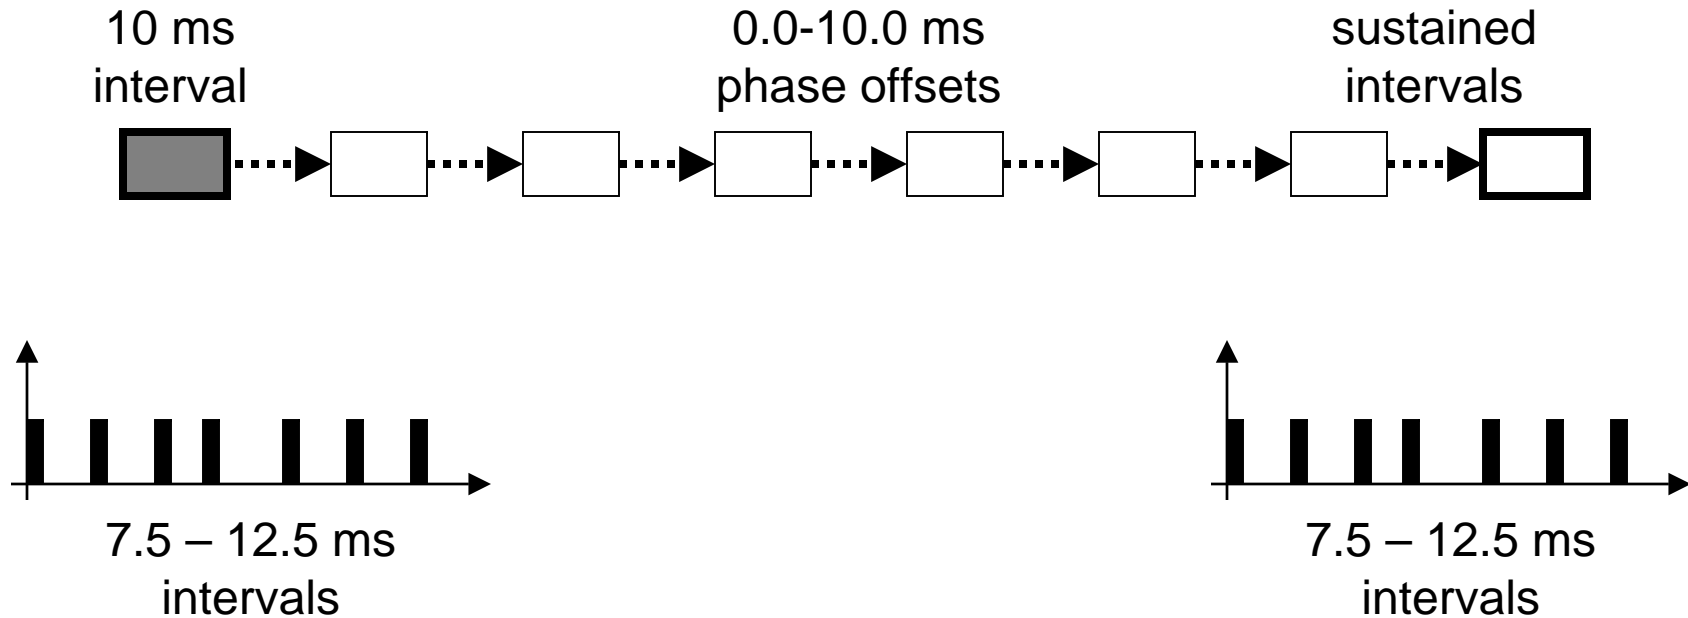 10 ms
interval
0.0-10.0 ms
phase offsets
sustained
intervals
7.5 – 12.5 ms
intervals
7.5 – 12.5 ms
intervals